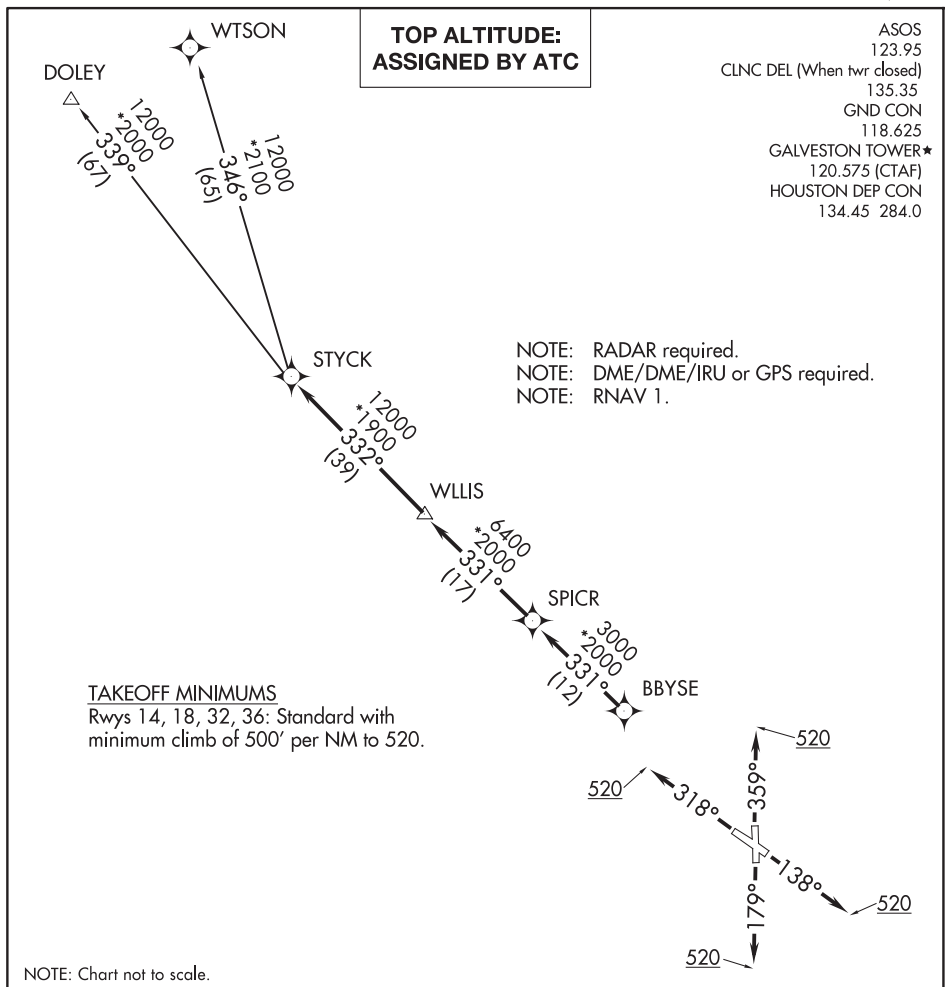 TOP ALTITUDE:
ASSIGNED BY ATC
ASOS
123.95
CLNC DEL (When twr closed)
135.35
GND CON
118.625
GALVESTON TOWER★
120.575 (CTAF)
HOUSTON DEP CON
134.45 284.0
WTSON
DOLEY
12000
*2000
339°
(67)
12000
*2100
346°
(65)
STYCK
NOTE: RADAR required.
NOTE: DME/DME/IRU or GPS required.
NOTE: RNAV 1.
12000
*1900
332°
(39)
WLLIS
6400
*2000
331°
(17)
SPICR
3000
*2000
331°
(12)
BBYSE
TAKEOFF MINIMUMS
Rwys 14, 18, 32, 36: Standard with
minimum climb of 500' per NM to 520.
520
359°
520
318°
138°
520
179°
520
NOTE: Chart not to scale.